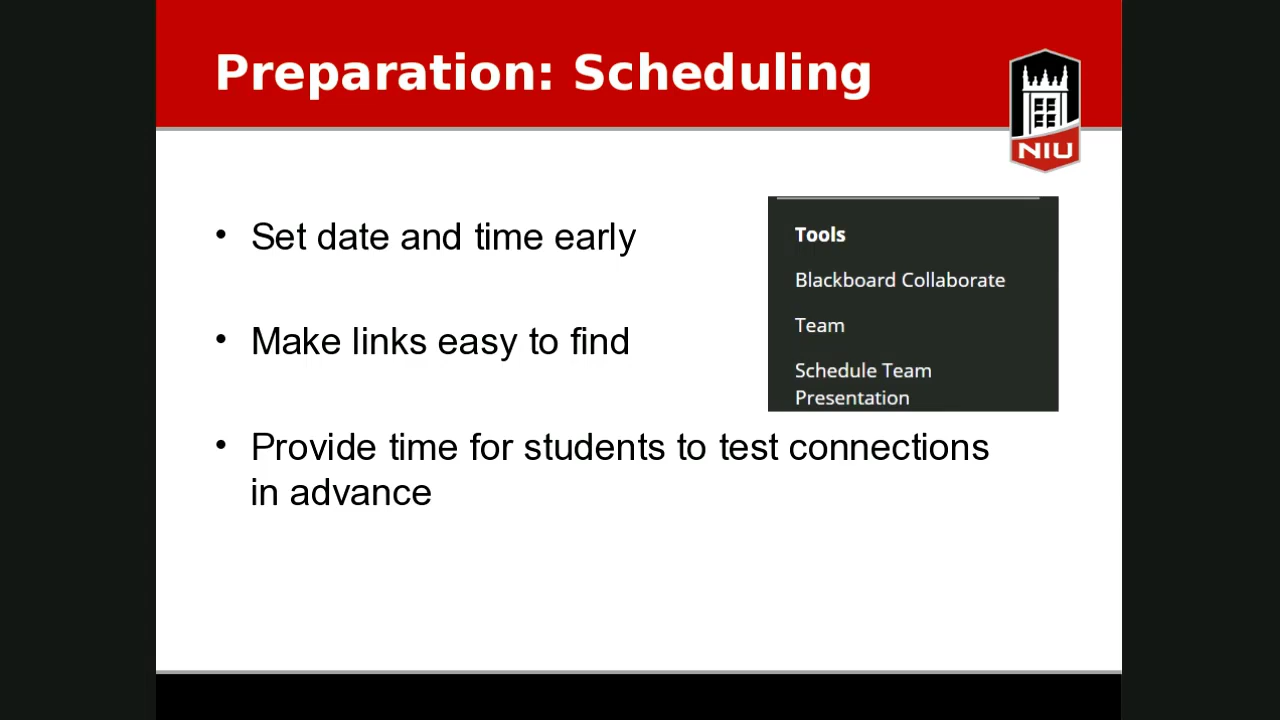 Preparation: Scheduling
NIU
• Set date and time early
• Make links easy to find
• Provide time for students to test connections
in advance
Tools
Blackboard Collaborate
Team
Schedule Team
Presentation